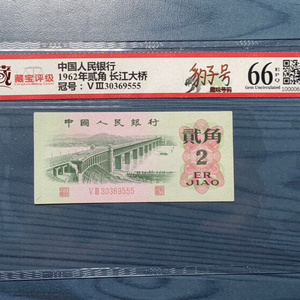 藏宝评级
中国人民银行
1962年贰角 长江大桥
冠号：VⅢ30369555
豹子号
66 EPQ
Gem Uncirculated
中国人民银行
貳角
2
ER
JIAO
VⅢ30369555